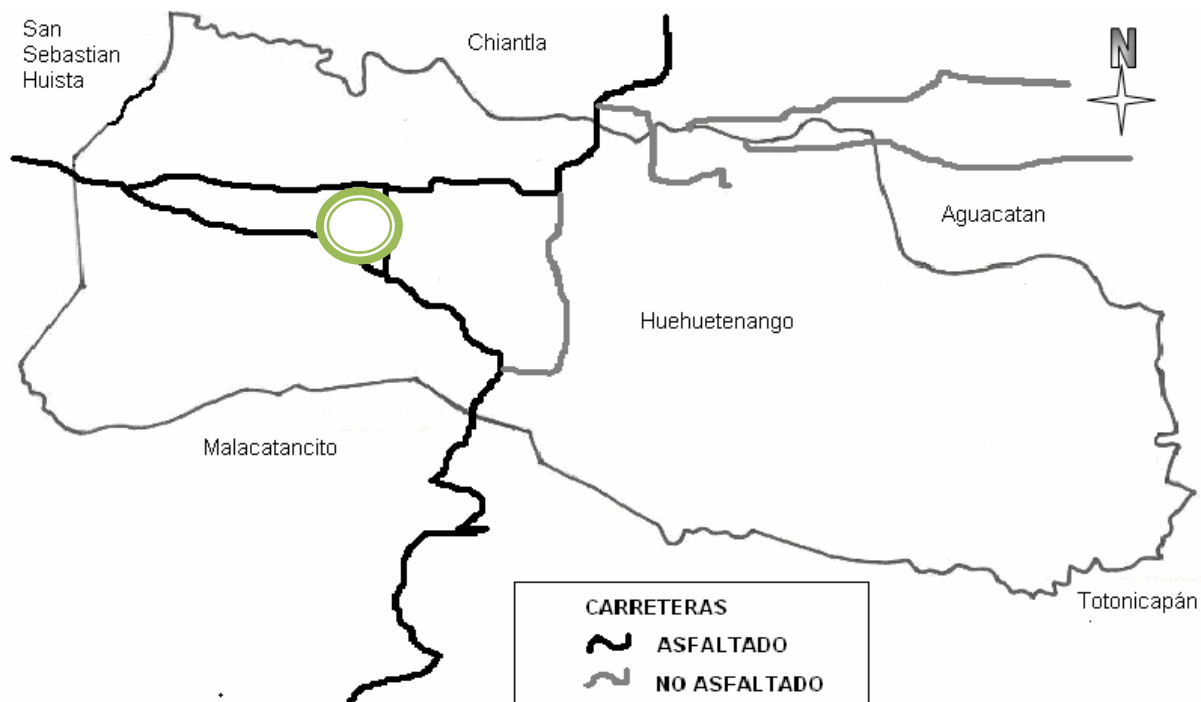 San
Sebastian
Huista
Chiantla
N
Aguacatan
Huehuetenango
Malacatancito
Totonicapán
CARRETERAS
ASFALTADO
NO ASFALTADO